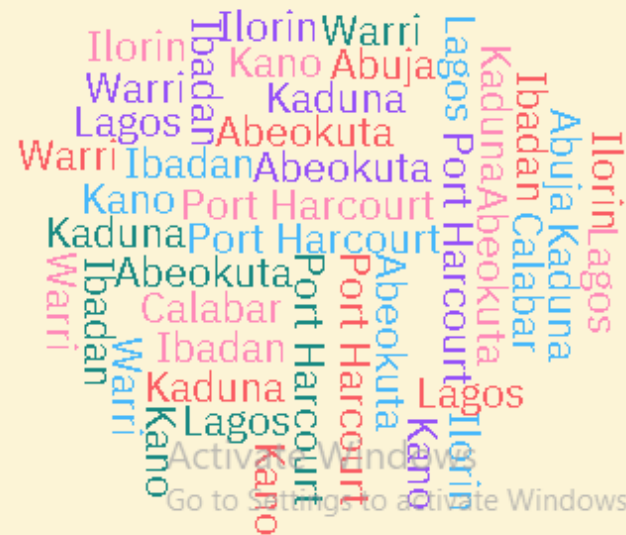 Ilorin
Warri
Ilorin
Ibadan
Lagos
Kano
Abuja
Kaduna
Warri
Kaduna
Ibadan
Lagos
Abeokuta
Abuja
Ilorin
Warri
Ibadan
Abeokuta
Port Harcourt
Kano
Port Harcourt
Abeokuta
Calabar
Kaduna
Lagos
Kaduna
Port Harcourt
Warri
Ibadan
Abeokuta
Port Harcourt
Port Harcourt
Abeokuta
Calabar
Ibadan
Warri
Kaduna
Lagos
Kano
Lagos
Kano
Ilorin
Kano
Activate Windows
Go to Settings to activate Windows